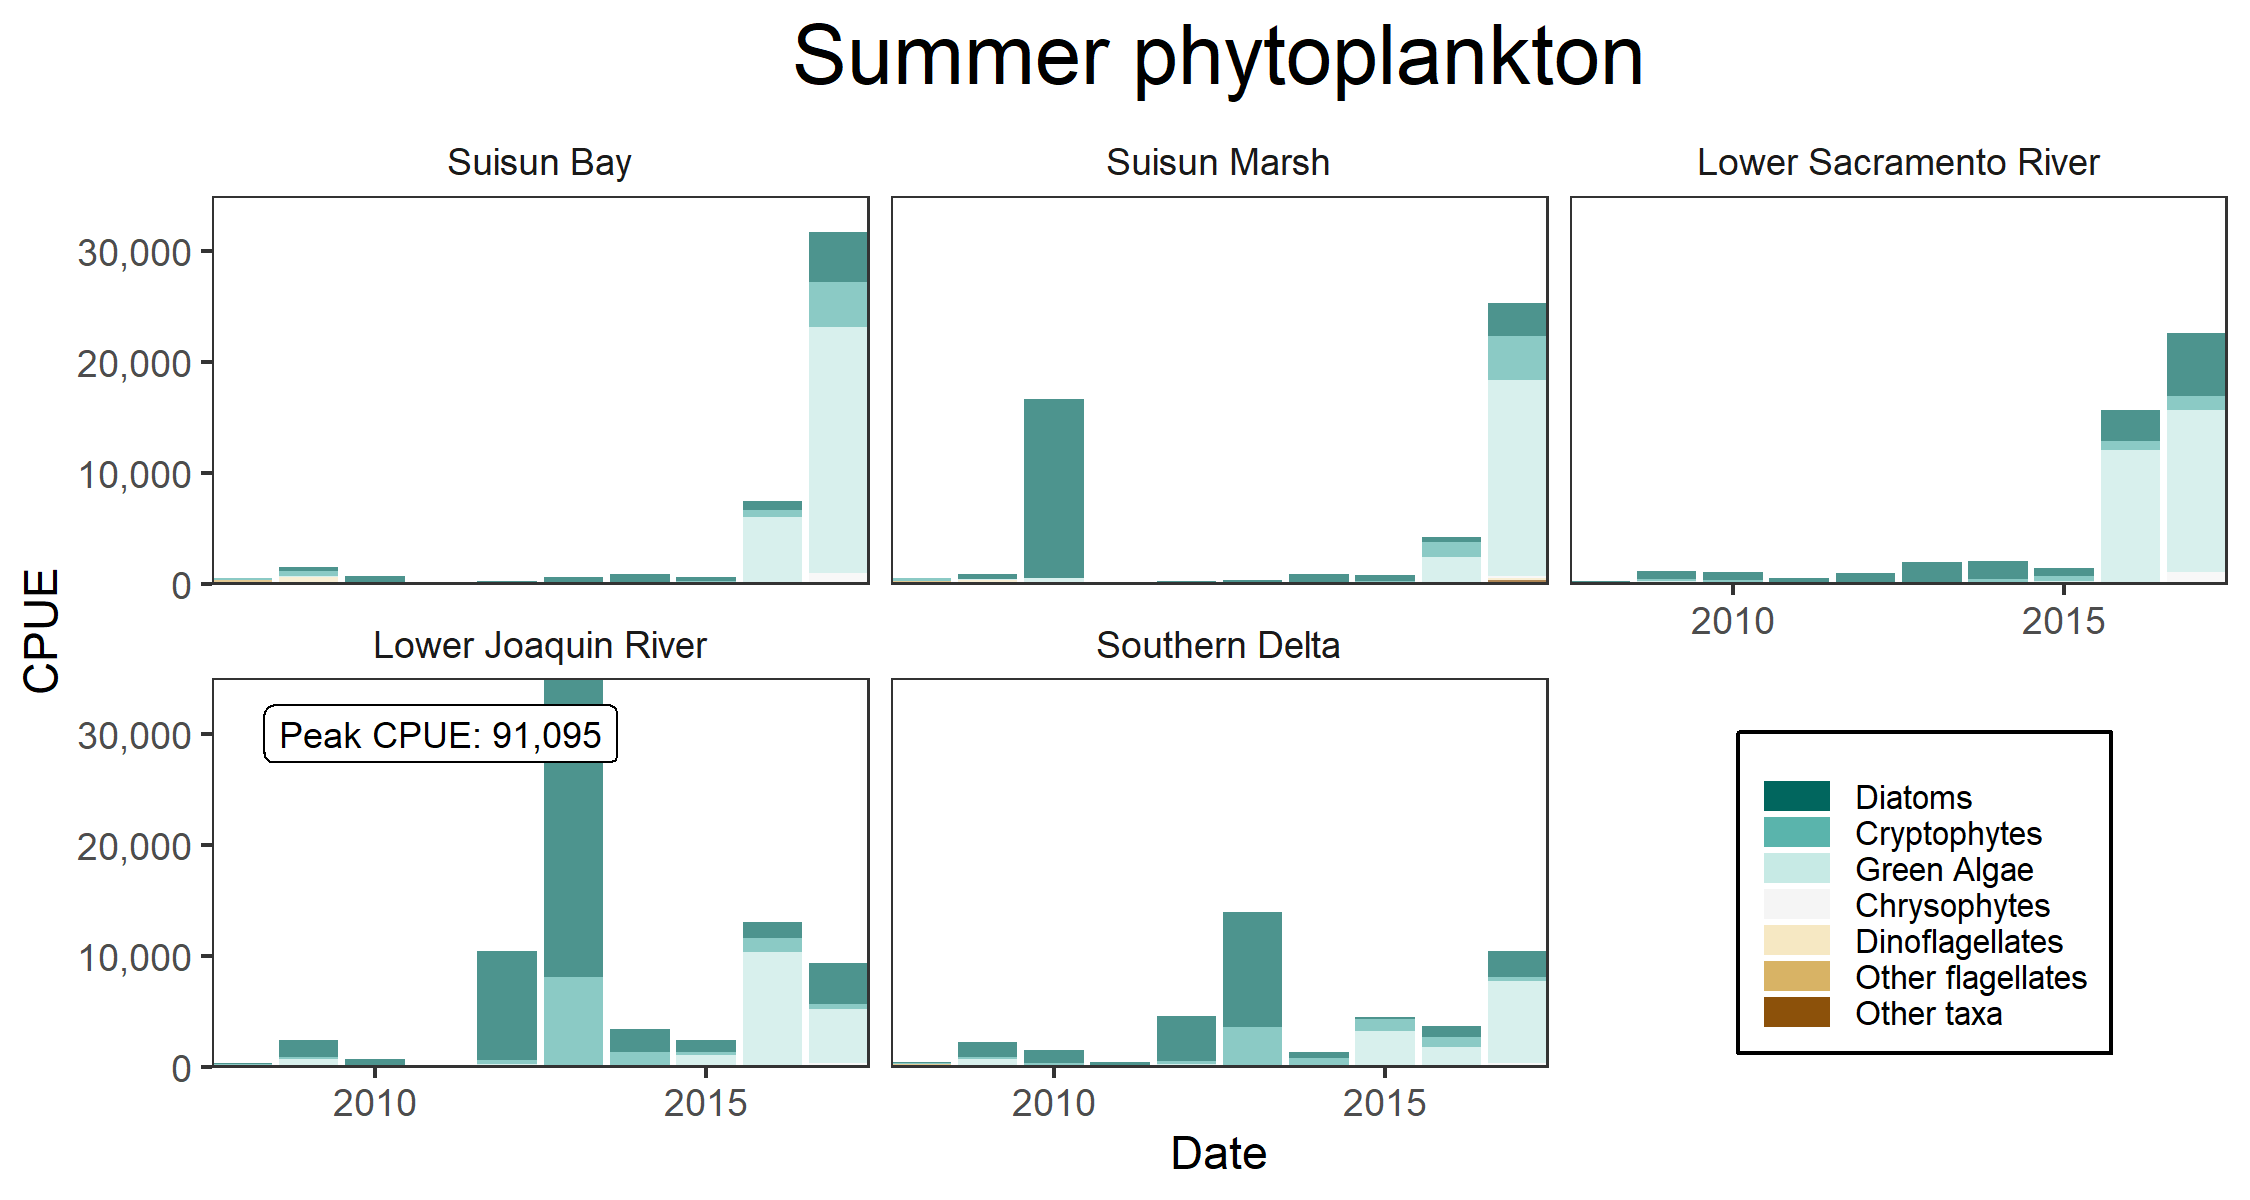 Summer phytoplankton
Suisun Bay
Suisun Marsh
Lower Sacramento River
30,000
20,000
10,000
0
2010
2015
CPUE
Lower Joaquin River
Southern Delta
30,000
20,000
10,000
0
Peak CPUE: 91,095
2010
2015
2010
2015
Diatoms
Cryptophytes
Green Algae
Chrysophytes
Dinoflagellates
Other flagellates
Other taxa
Date